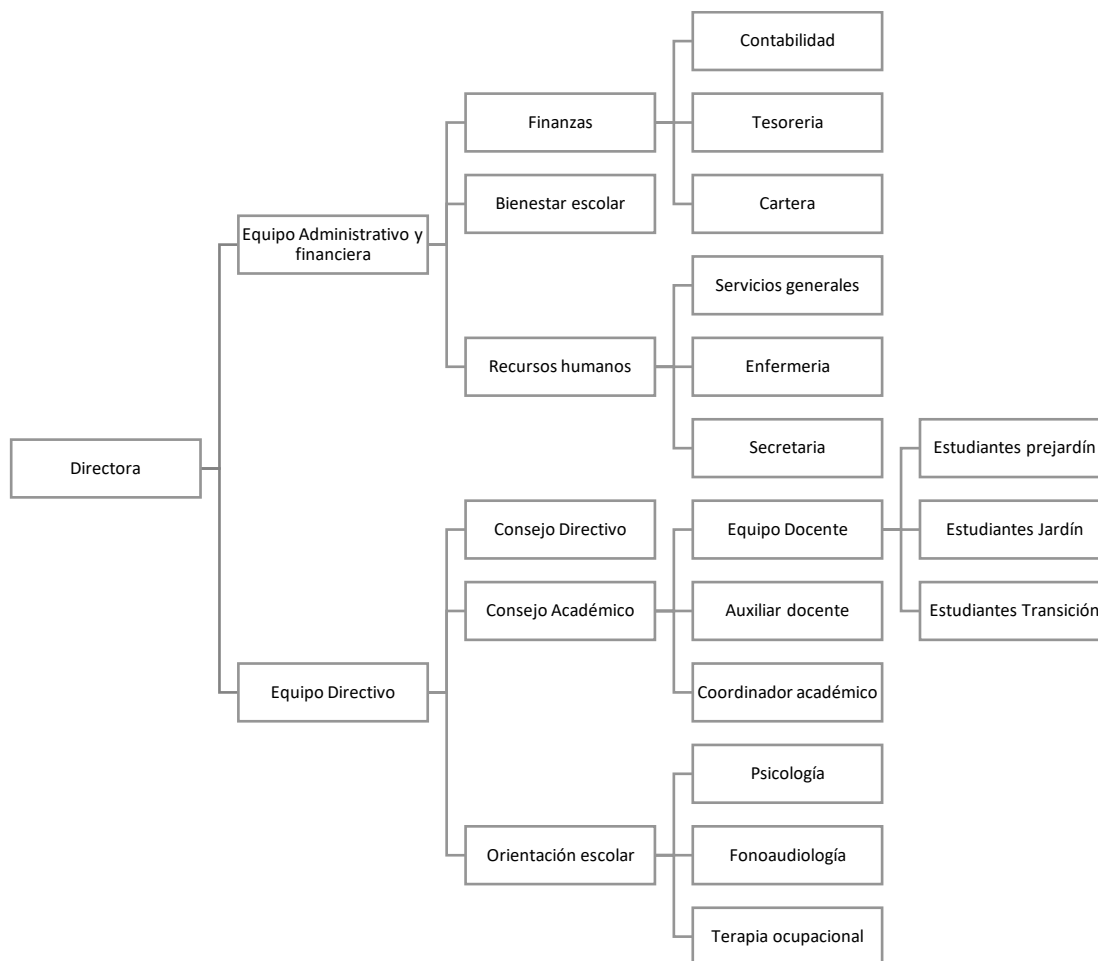 Contabilidad
Finanzas
Tesoreria
Bienestar escolar
Cartera
Equipo Administrativo y
financiera
Servicios generales
Recursos humanos
Enfermeria
Secretaria
Estudiantes prejardín
Directora
Consejo Directivo
Equipo Docente
Estudiantes Jardín
Consejo Académico
Auxiliar docente
Estudiantes Transición
Equipo Directivo
Coordinador académico
Psicología
Orientación escolar
Fonoaudiología
Terapia ocupacional